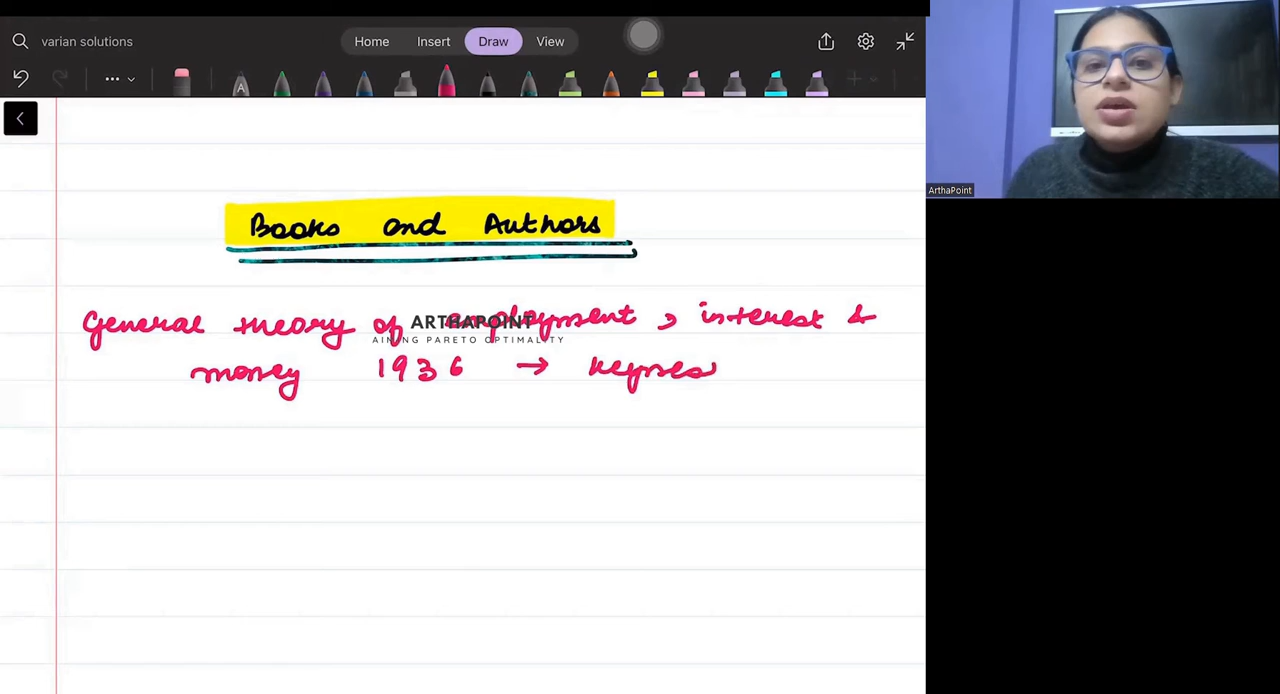 varian solutions
Home Insert Draw View
A
ArthaPoint
Books and Authors
General theory of employment, interest &
ARTHAPOINT
AIMING PARETO OPTIMALITY
money 1936 → Keynes